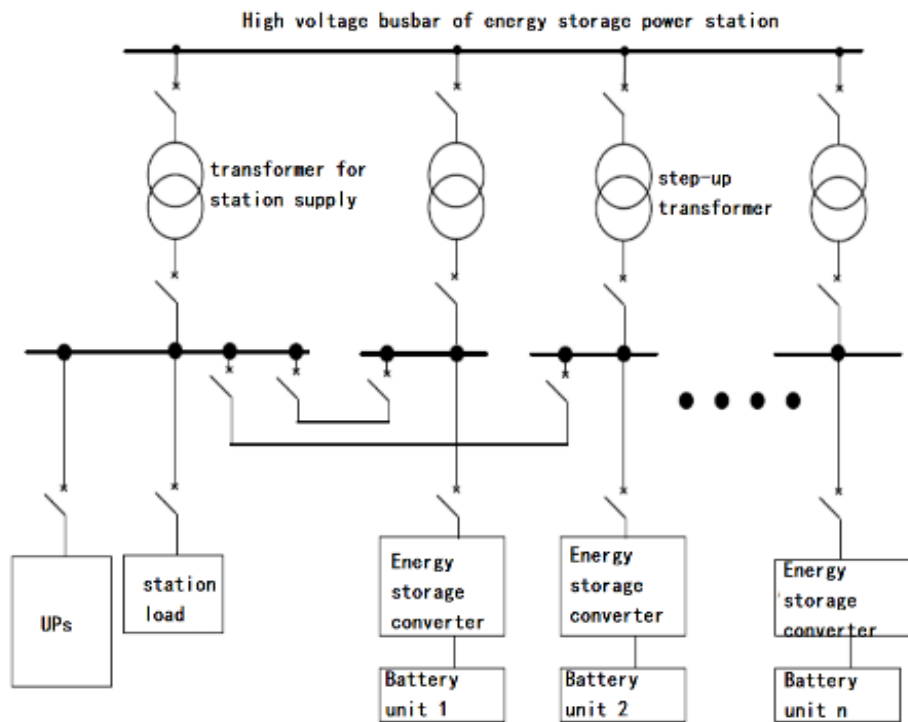 High voltage busbar of energy storage power station
transformer for
station supply
step-up
transformer
UPs
station
load
Energy
storage
converter
Battery
unit 1
Energy
storage
converter
Battery
unit 2
Energy
storage
converter
Battery
unit n